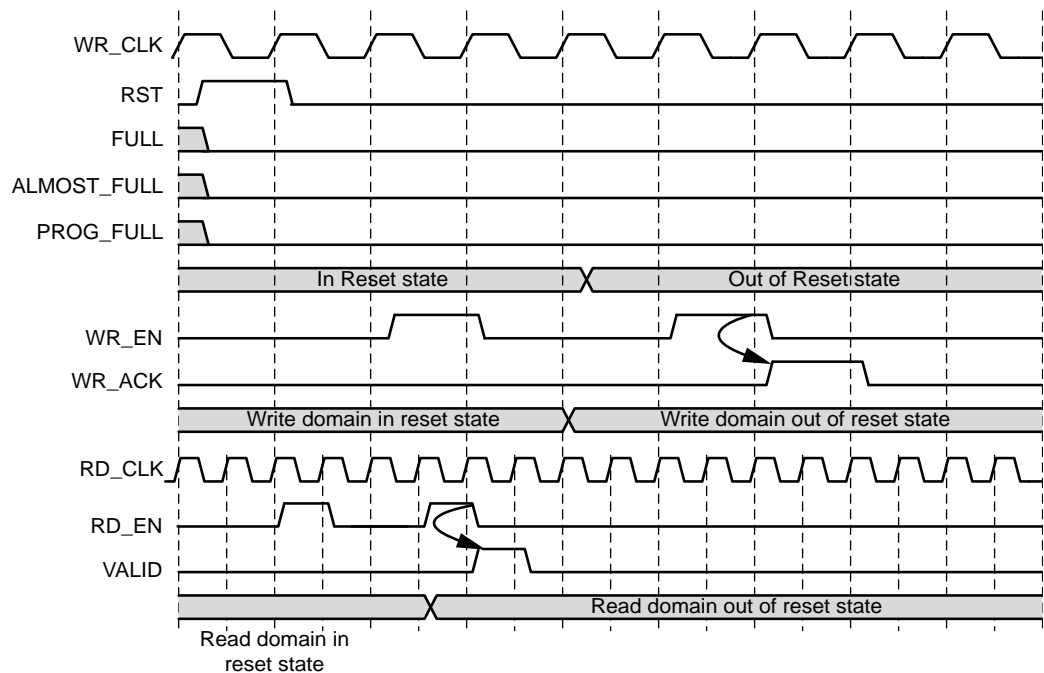 WR_CLK
RST
FULL
ALMOST_FULL
PROG_FULL
In Reset state Out of Reset state
WR_EN
WR_ACK
Write domain in reset state Write domain out of reset state
RD_CLK
RD_EN
VALID
Read domain out of reset state
Read domain in
reset state